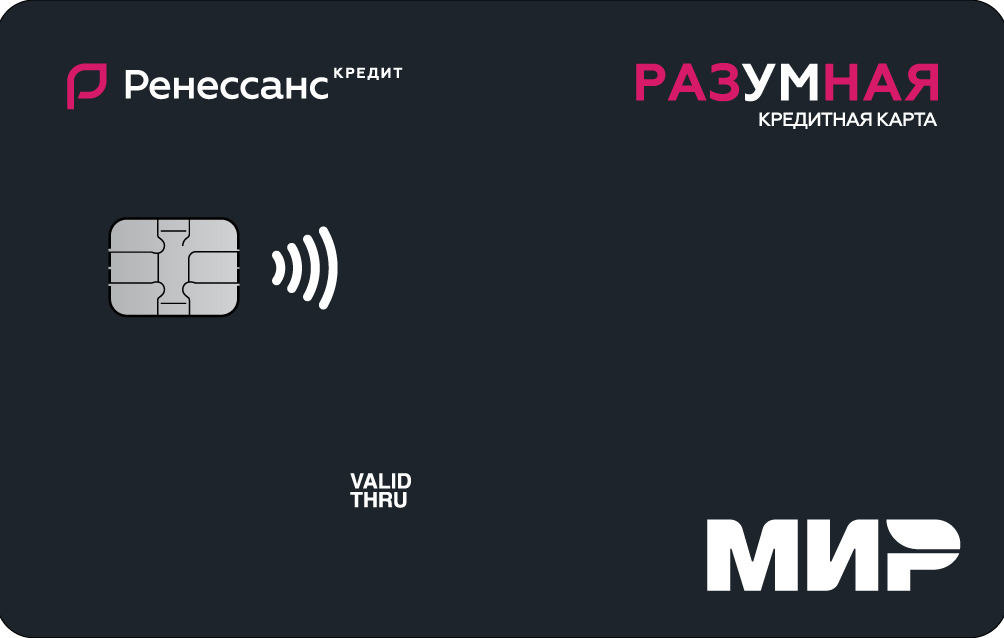 Ренессанс КРЕДИТ
РАЗУМНАЯ
КРЕДИТНАЯ КАРТА
VALID
THRU
МИР